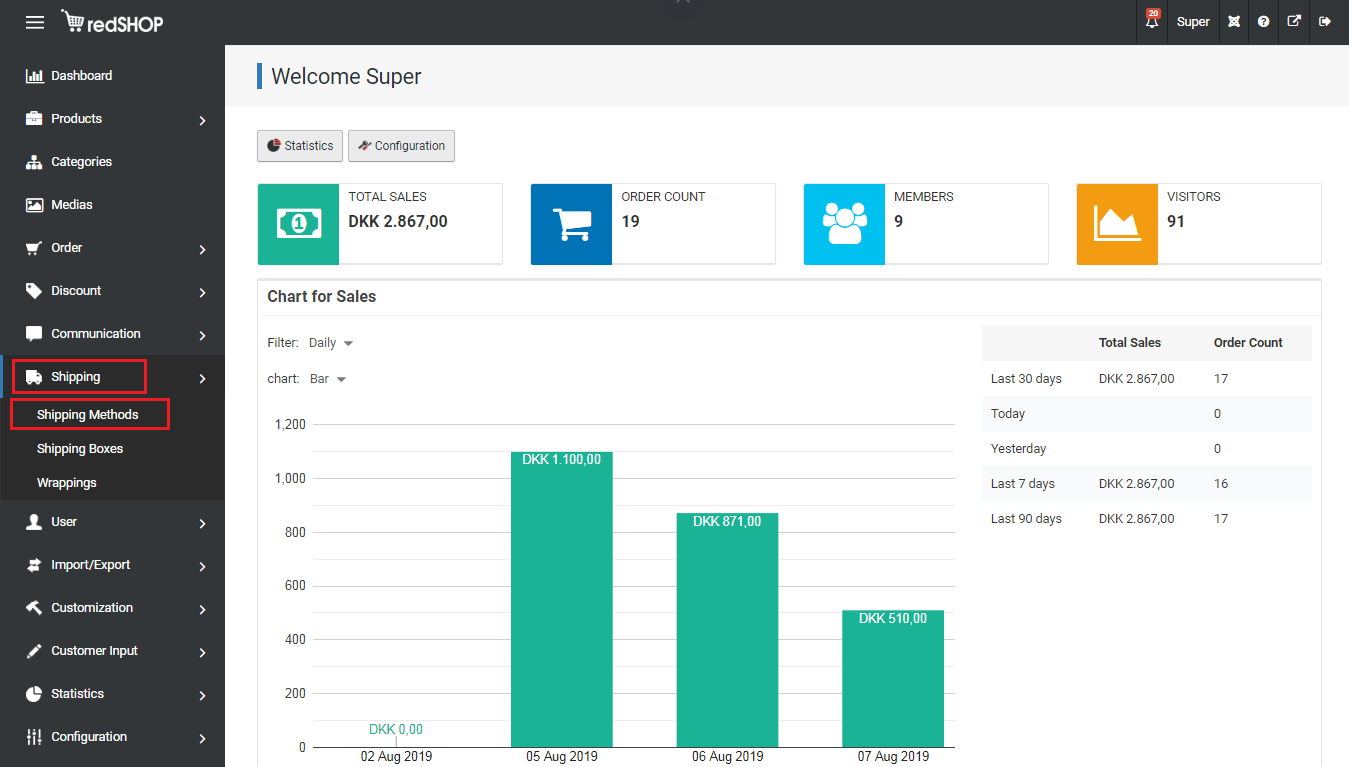 redSHOP
20
Super
Dashboard
Products
Categories
Medias
Order
Discount
Communication
Shipping
Shipping Methods
Shipping Boxes
Wrappings
User
Import/Export
Customization
Customer Input
Statistics
Configuration
Welcome Super
Statistics
Configuration
1
TOTAL SALES
DKK 2.867,00
ORDER COUNT
19
MEMBERS
9
VISITORS
91
Chart for Sales
Filter: Daily
chart: Bar
1,200
1,000
800
600
400
200
0
DKK 0,00
DKK 1.100,00
DKK 871,00
DKK 510,00
02 Aug 2019 05 Aug 2019 06 Aug 2019 07 Aug 2019
Total Sales Order Count
Last 30 days DKK 2.867,00 17
Today 0
Yesterday 0
Last 7 days DKK 2.867,00 16
Last 90 days DKK 2.867,00 17